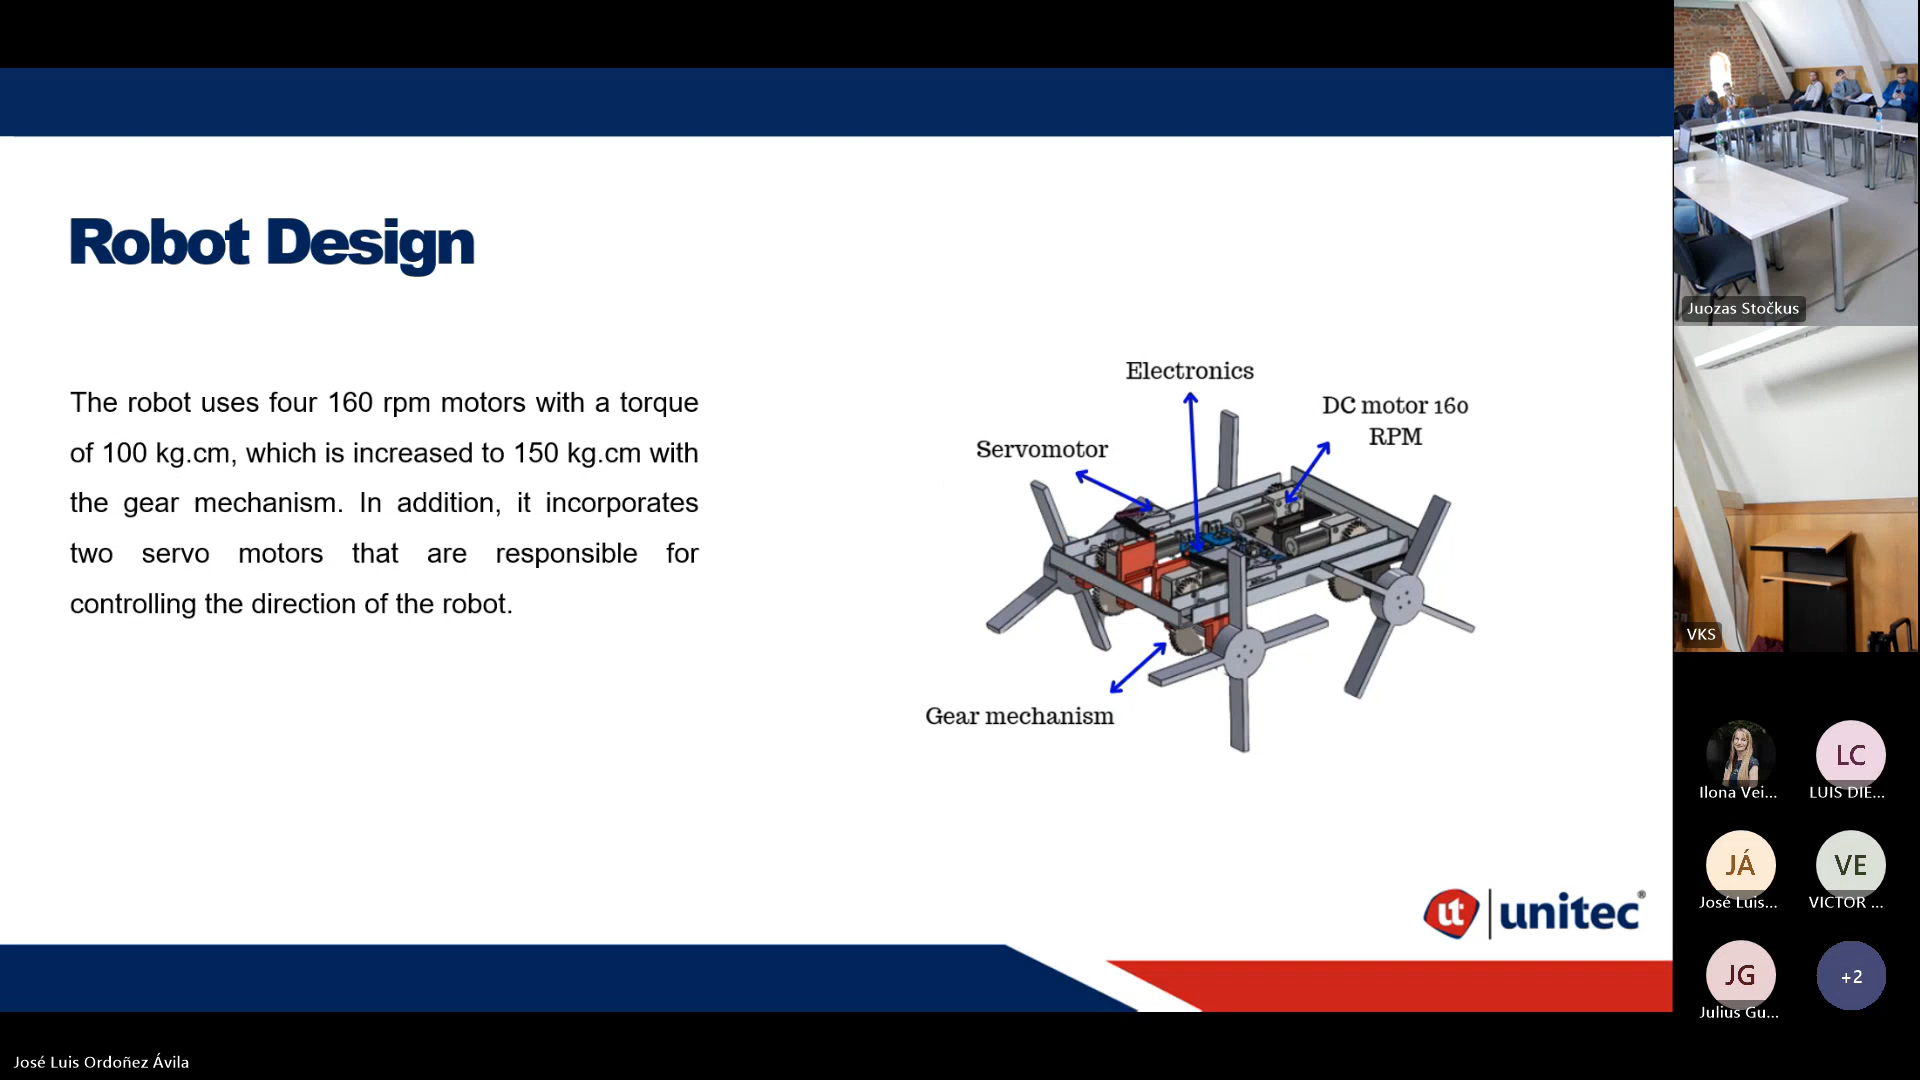 Robot Design
The robot uses four 160 rpm motors with a torque
of 100 kg.cm, which is increased to 150 kg.cm with
the gear mechanism. In addition, it incorporates
two servo motors that are responsible for
controlling the direction of the robot.
Electronics
DC motor 160
RPM
Servomotor
Gear mechanism
ut unitec®
Juozas Stočkus
VKS
LC
Ilona Vei...
LUIS DIE...
JÁ
VE
José Luis...
VICTOR ...
JG
+2
Julius Gu...
José Luis Ordoñez Ávila